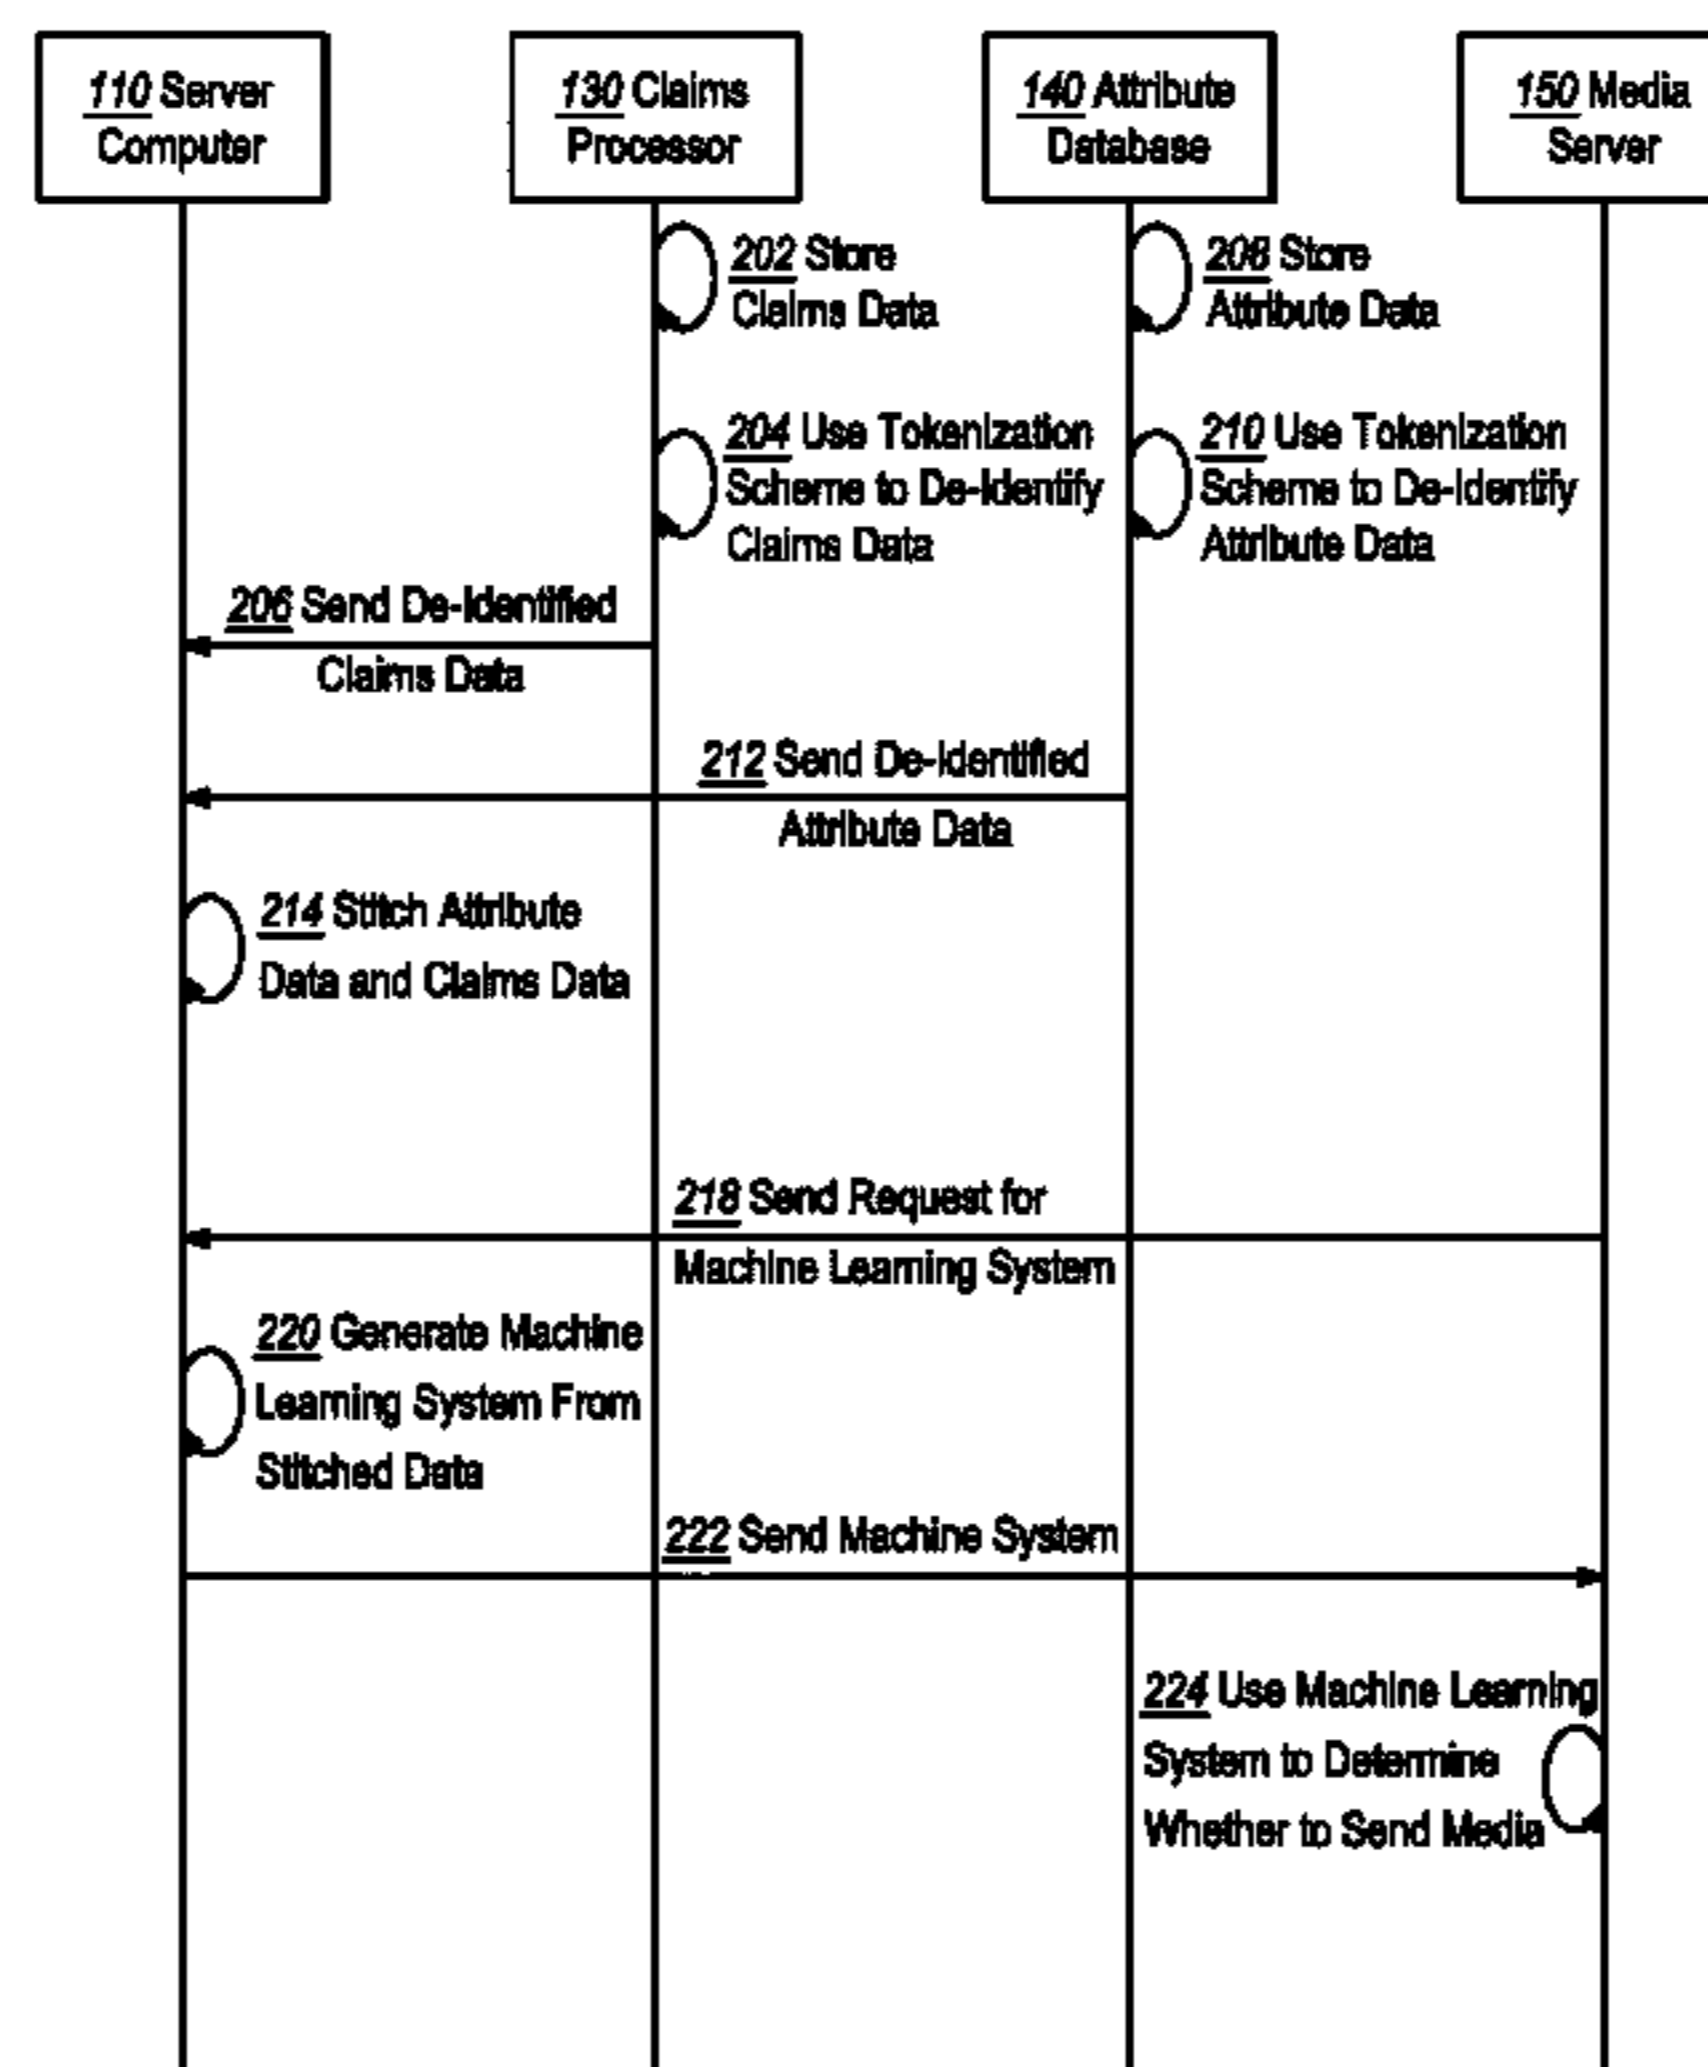 110 Server
Computer
130 Claims
Processor
140 Attribute
Database
150 Media
Server
202 Store
Claims Data
208 Store
Attribute Data
204 Use Tokenization
Scheme to De-Identify
Claims Data
210 Use Tokenization
Scheme to De-Identify
Attribute Data
206 Send De-Identified
Claims Data
212 Send De-Identified
Attribute Data
214 Stitch Attribute
Data and Claims Data
218 Send Request for
Machine Learning System
220 Generate Machine
Learning System From
Stitched Data
222 Send Machine System
224 Use Machine Learning
System to Determine
Whether to Send Media